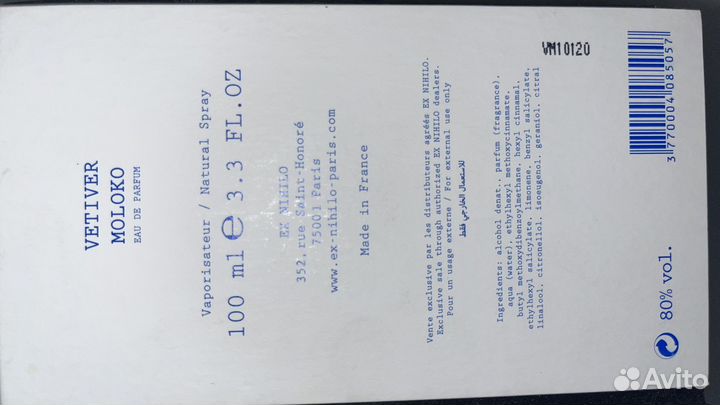 VETIVER
MOLOKO
EAU DE PARFUM
Vaporisateur / Natural Spray
100 ml ℮ 3.3 FL.OZ
EX NIHILO
352, rue Saint-Honoré
75001 Paris
www.ex-nihilo-paris.com
Made in France
Vente exclusive par les distributeurs agréés EX NIHILO.
Exclusive sale through authorized EX NIHILO dealers.
Pour un usage externe / For external use only
للاستعمال الخارجي فقط
Ingredients: alcohol denat., parfum (fragrance),
aqua (water), ethylhexyl methoxycinnamate,
butyl methoxydibenzoylmethane, hexyl cinnamal,
ethylhexyl salicylate, limonene, benzyl salicylate,
linalool, citronellol, isoeugenol, geraniol, citral
VM10120
3 770004 085057
80% vol.
Avito